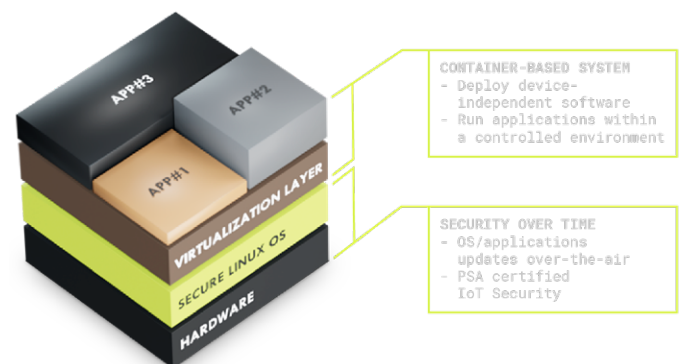 APP#3
APP#2
APP#1
VIRTUALIZATION LAYER
SECURE LINUX OS
HARDWARE
CONTAINER-BASED SYSTEM
- Deploy device-
independent software
- Run applications within
a controlled environment
SECURITY OVER TIME
- OS/applications
updates over-the-air
- PSA certified
IoT Security